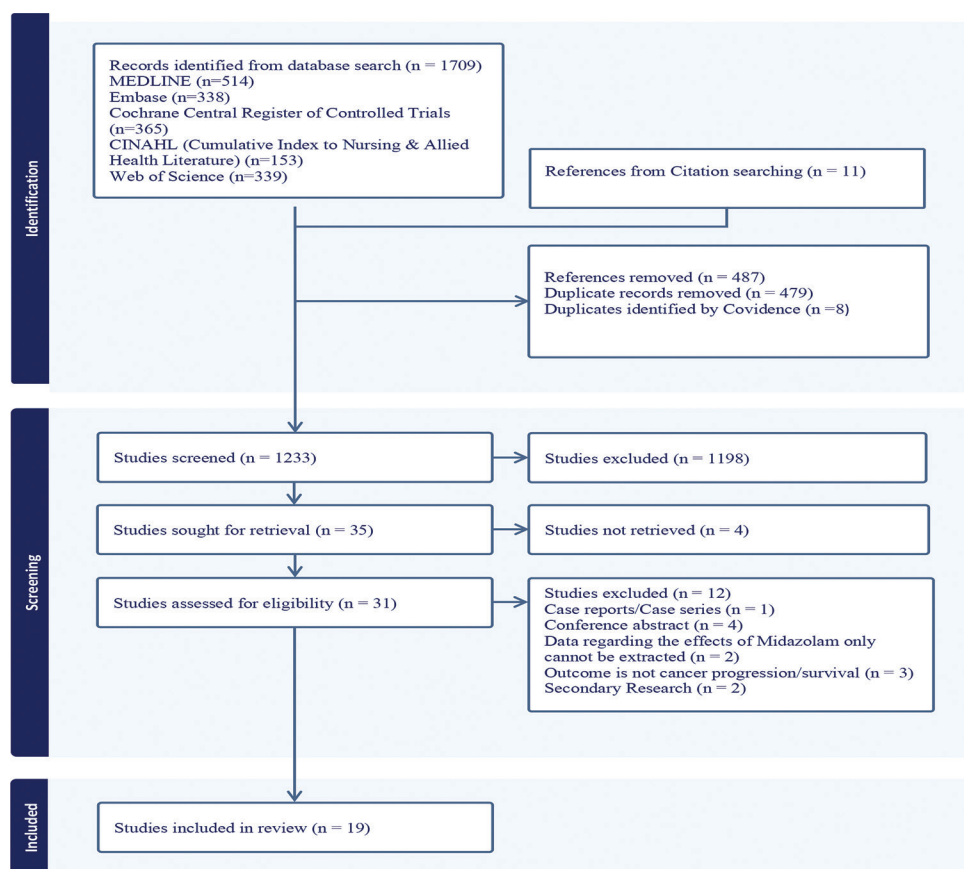 Identification
Records identified from database search (n = 1709)
MEDLINE (n=514)
Embase (n=338)
Cochrane Central Register of Controlled Trials
(n=365)
CINAHL (Cumulative Index to Nursing & Allied
Health Literature) (n=153)
Web of Science (n=339)
References from Citation searching (n = 11)
References removed (n = 487)
Duplicate records removed (n = 479)
Duplicates identified by Covidence (n =8)
Screening
Studies screened (n = 1233)
Studies excluded (n = 1198)
Studies sought for retrieval (n = 35)
Studies not retrieved (n = 4)
Studies assessed for eligibility (n = 31)
Studies excluded (n = 12)
Case reports/Case series (n = 1)
Conference abstract (n = 4)
Data regarding the effects of Midazolam only
cannot be extracted (n = 2)
Outcome is not cancer progression/survival (n = 3)
Secondary Research (n = 2)
Included
Studies included in review (n = 19)